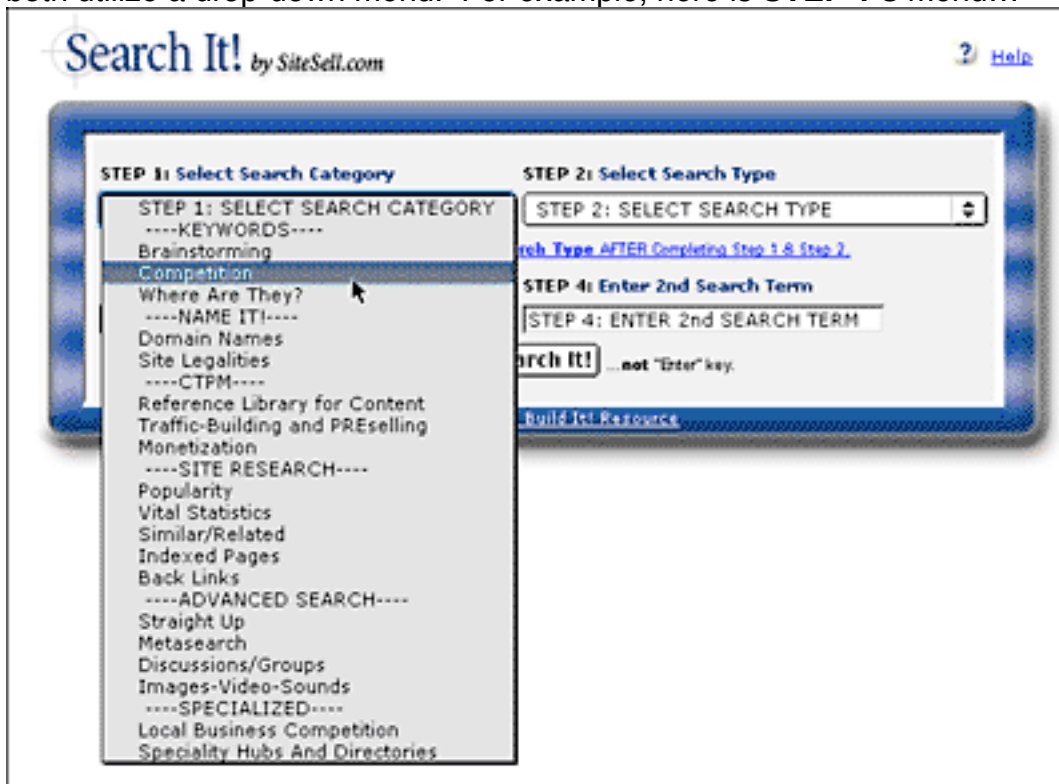 both utilize a drop-down menu. For example, here is STEP 1's menu...
Search It! by SiteSell.com
? Help
STEP 1: Select Search Category
STEP 2: Select Search Type
STEP 1: SELECT SEARCH CATEGORY
STEP 2: SELECT SEARCH TYPE
----KEYWORDS----
Brainstorming
rch Type AFTER Completing Step 1 & Step 2.
Competition
STEP 4: Enter 2nd Search Term
Where Are They?
----NAME IT!----
STEP 4: ENTER 2nd SEARCH TERM
Domain Names
Site Legalities
arch It! ...not "Enter" key.
----CTPM----
Reference Library for Content
Traffic-Building and PREselling
Build It! Resource
Monetization
----SITE RESEARCH----
Popularity
Vital Statistics
Similar/Related
Indexed Pages
Back Links
----ADVANCED SEARCH----
Straight Up
Metasearch
Discussions/Groups
Images-Video-Sounds
----SPECIALIZED----
Local Business Competition
Speciality Hubs And Directories